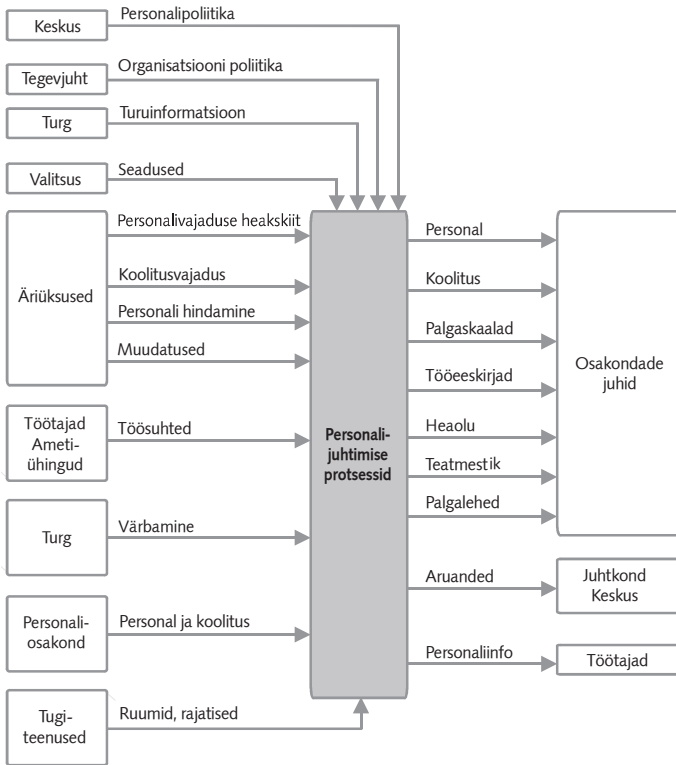 Keskus
Personalipoliitika
Tegevjuht
Organisatsiooni poliitika
Turg
Turuinformatsioon
Valitsus
Seadused
Äriüksused
Personalivajaduse heakskiit
Koolitusvajadus
Personali hindamine
Muudatused
Töötajad
Ameti-
ühingud
Töösuhted
Turg
Värbamine
Personali-
osakond
Personal ja koolitus
Tugi-
teenused
Ruumid, rajatised
Personali-
juhtimise
protsessid
Personal
Koolitus
Palgaskaalad
Tööeeskirjad
Heaolu
Teatmestik
Palgalehed
Osakondade
juhid
Aruanded
Juhtkond
Keskus
Personaliinfo
Töötajad